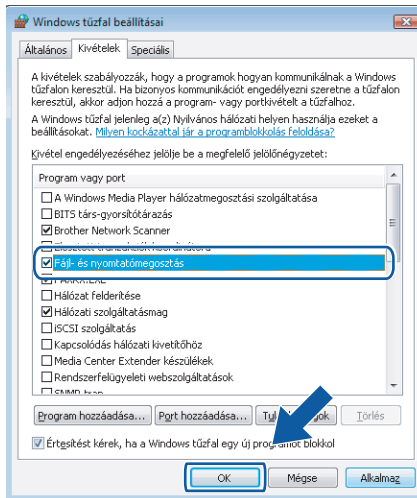 Windows tűzfal beállításai
Általános Kivételek Speciális
A kivételek szabályozzák, hogy a programok hogyan kommunikálnak a Windows
tűzfalon keresztül. Ha bizonyos kommunikációt engedélyezni szeretne a tűzfalon
keresztül, akkor adjon hozzá a program- vagy portkivételt a tűzfalhoz.
A Windows tűzfal jelenleg a(z) Nyilvános hálózati helyen használja ezeket a
beállításokat. Milyen kockázattal jár a programblokkolás feloldása?
Kivétel engedélyezéséhez jelölje be a megfelelő jelölőnégyzetet:
Program vagy port
A Windows Media Player hálózatmegosztási szolgáltatása
BITS társ-gyorsítótárazás
Brother Network Scanner
Fájl- és nyomtatómegosztás
Hálózat felderítése
Hálózati szolgáltatásmag
iSCSI szolgáltatás
Kapcsolódás hálózati kivetítőhöz
Media Center Extender készülékek
Rendszerfelügyeleti webszolgáltatások
SNMP trap
Program hozzáadása... Port hozzáadása... Törlés
Értesítést kérek, ha a Windows tűzfal egy új programot blokkol
OK Mégse Alkalmaz